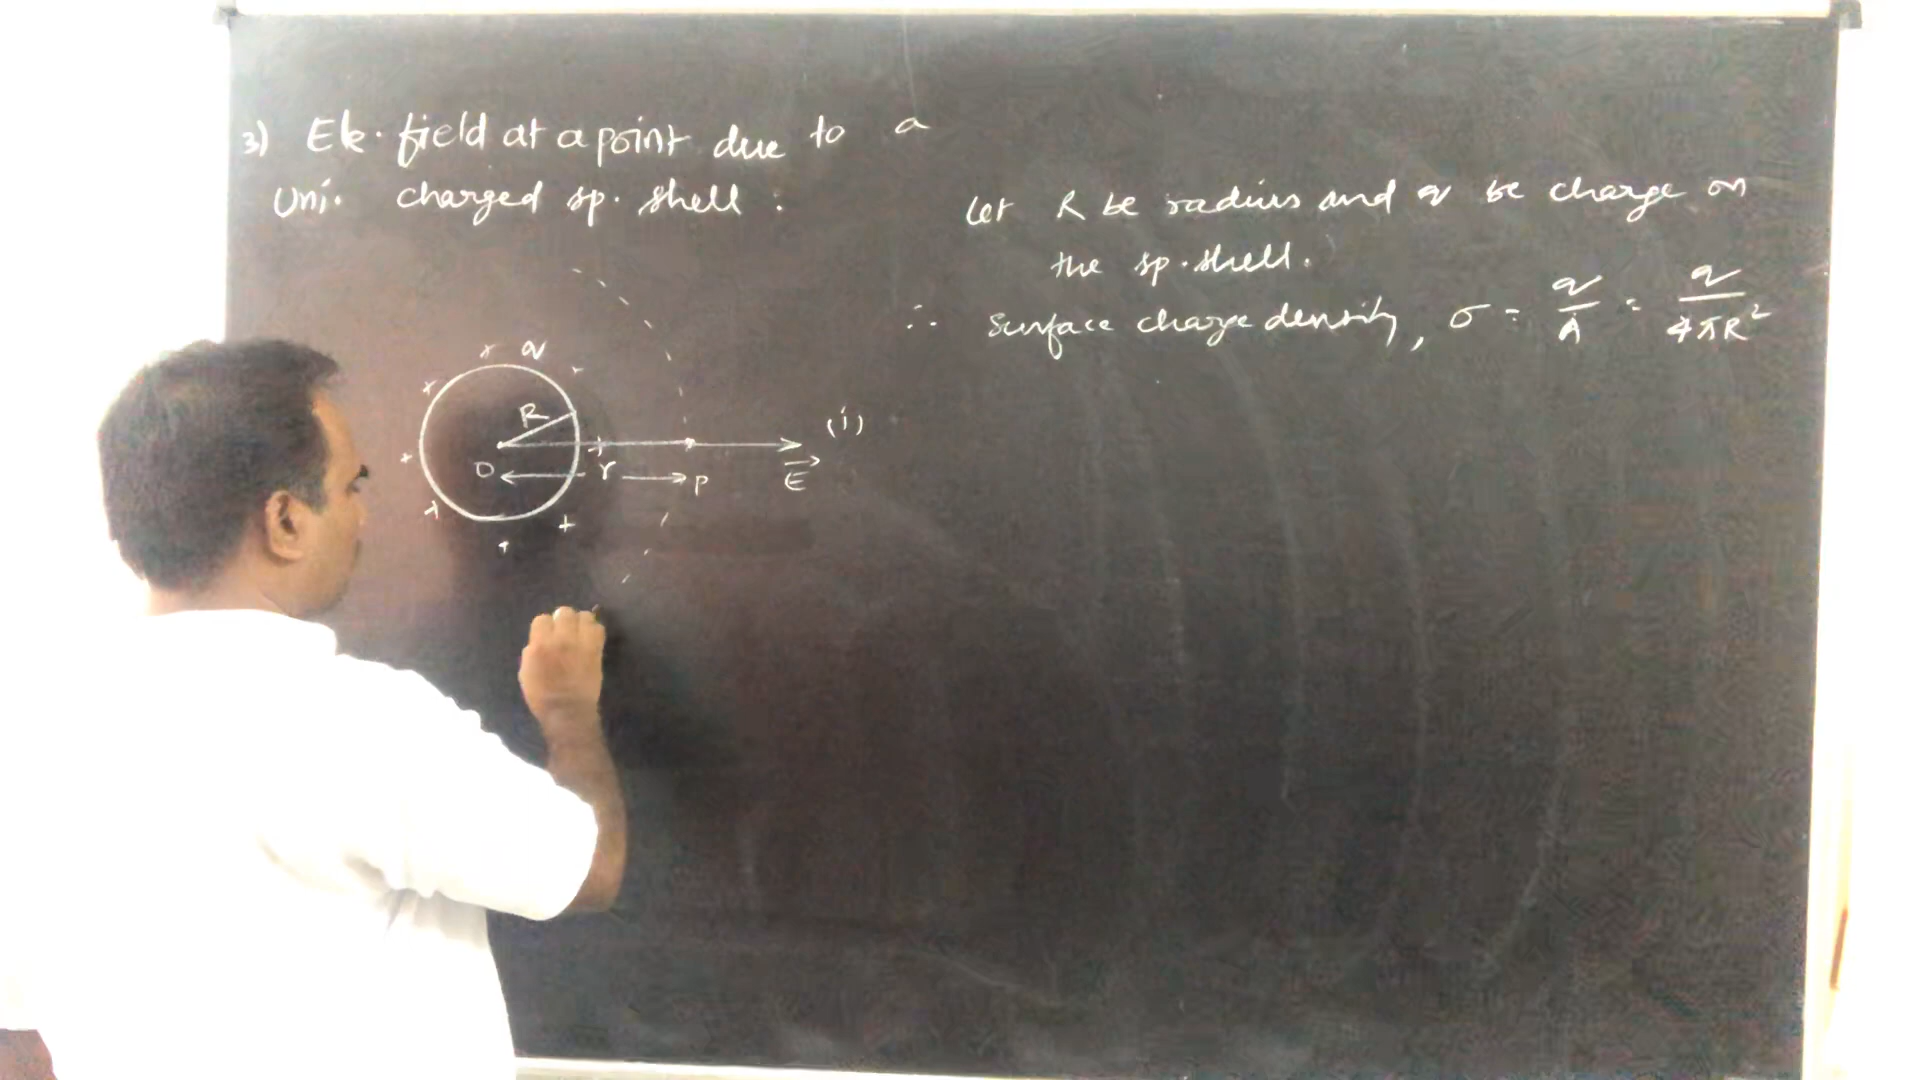 3) Ele. field at a point due to a
Uni. charged sp. shell :
q
R
O
r
P
E
(i)
Let R be radius and q be charge on
the sp. shell.
∴ Surface charge density, σ = q/A = q/4πR²